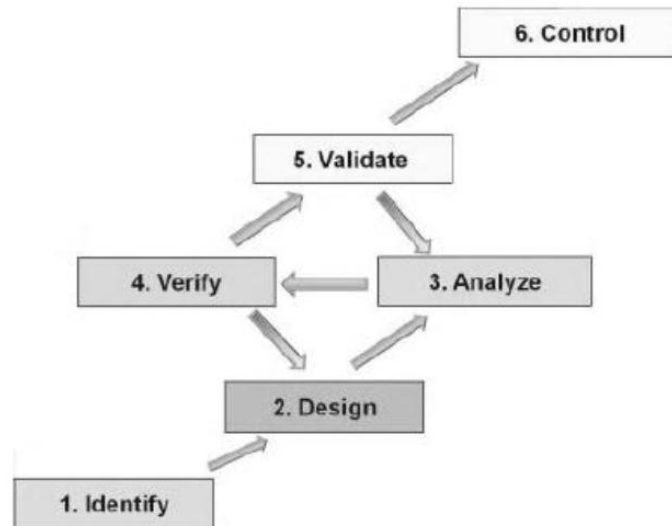 6. Control
5. Validate
4. Verify
3. Analyze
2. Design
1. Identify